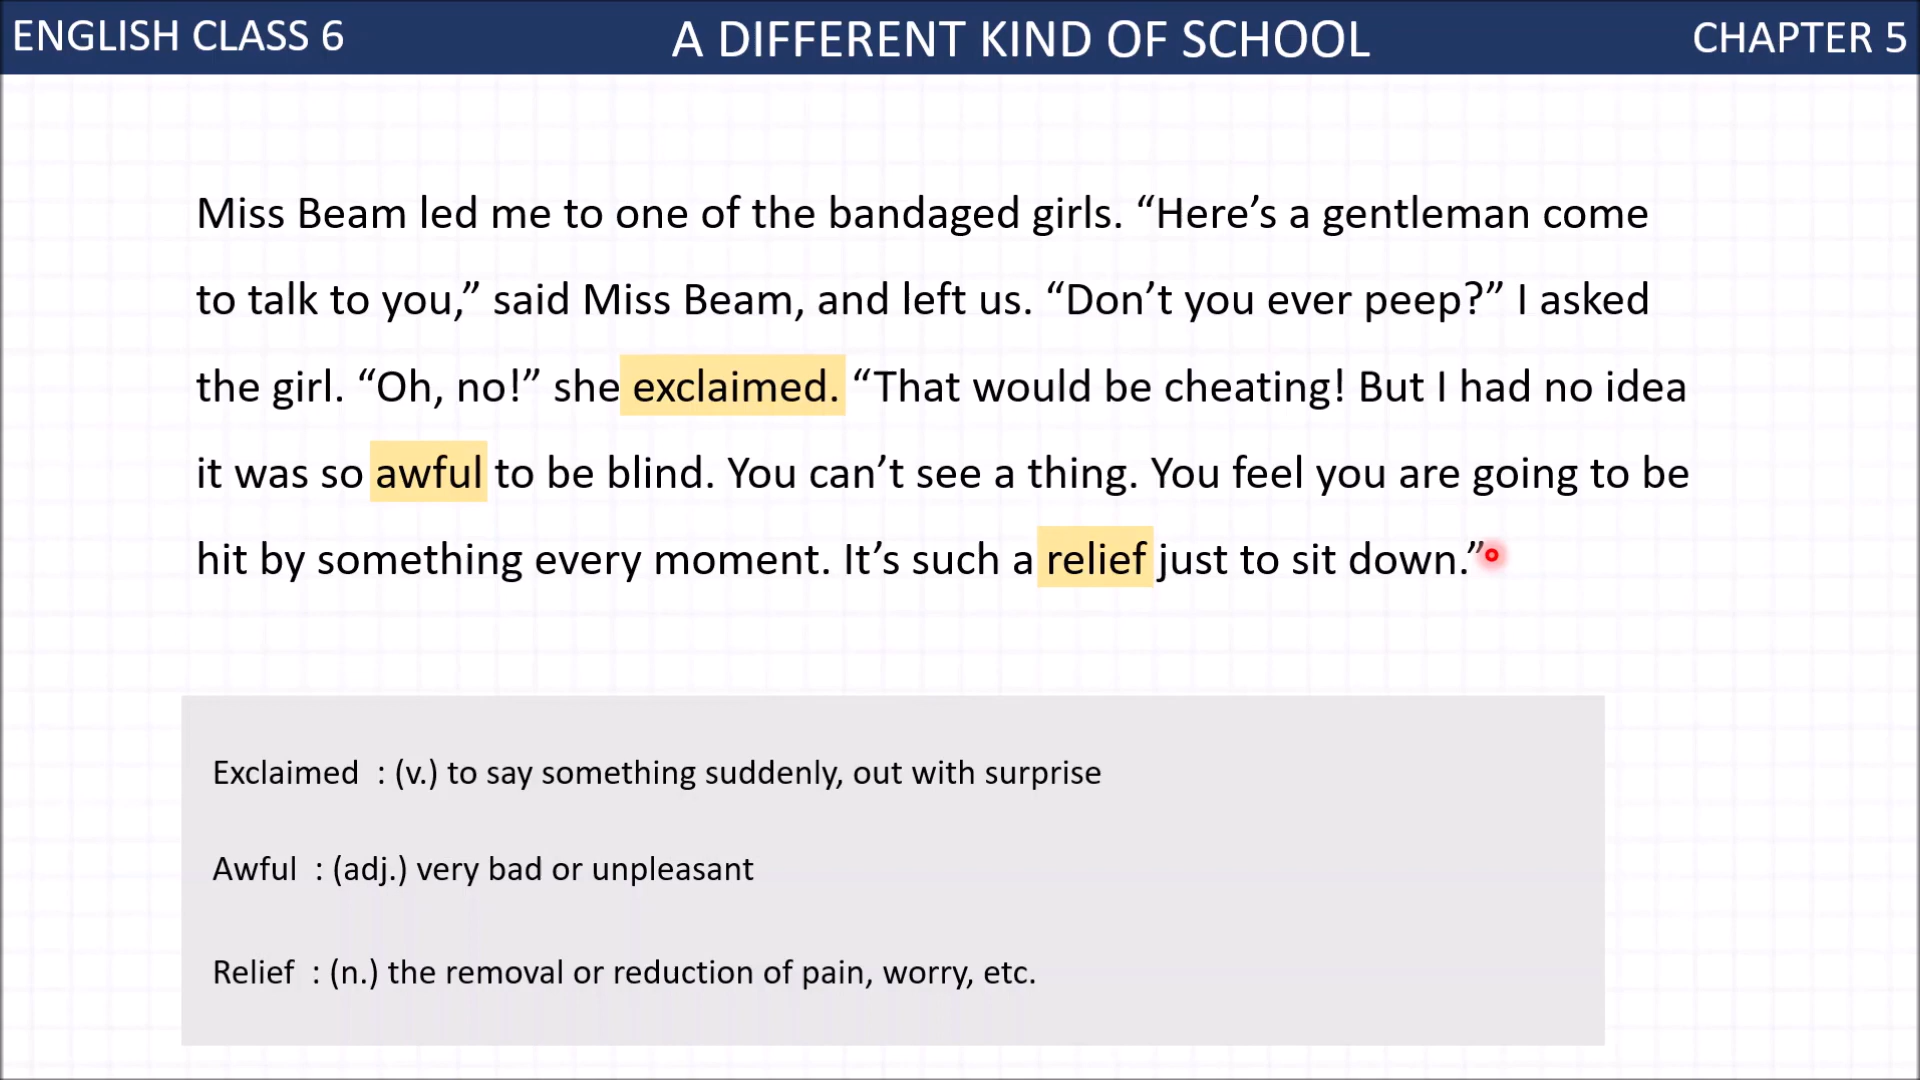 ENGLISH CLASS 6
A DIFFERENT KIND OF SCHOOL
CHAPTER 5
Miss Beam led me to one of the bandaged girls. “Here’s a gentleman come
to talk to you,” said Miss Beam, and left us. “Don’t you ever peep?” I asked
the girl. “Oh, no!” she exclaimed. “That would be cheating! But I had no idea
it was so awful to be blind. You can’t see a thing. You feel you are going to be
hit by something every moment. It’s such a relief just to sit down.”
Exclaimed : (v.) to say something suddenly, out with surprise
Awful : (adj.) very bad or unpleasant
Relief : (n.) the removal or reduction of pain, worry, etc.